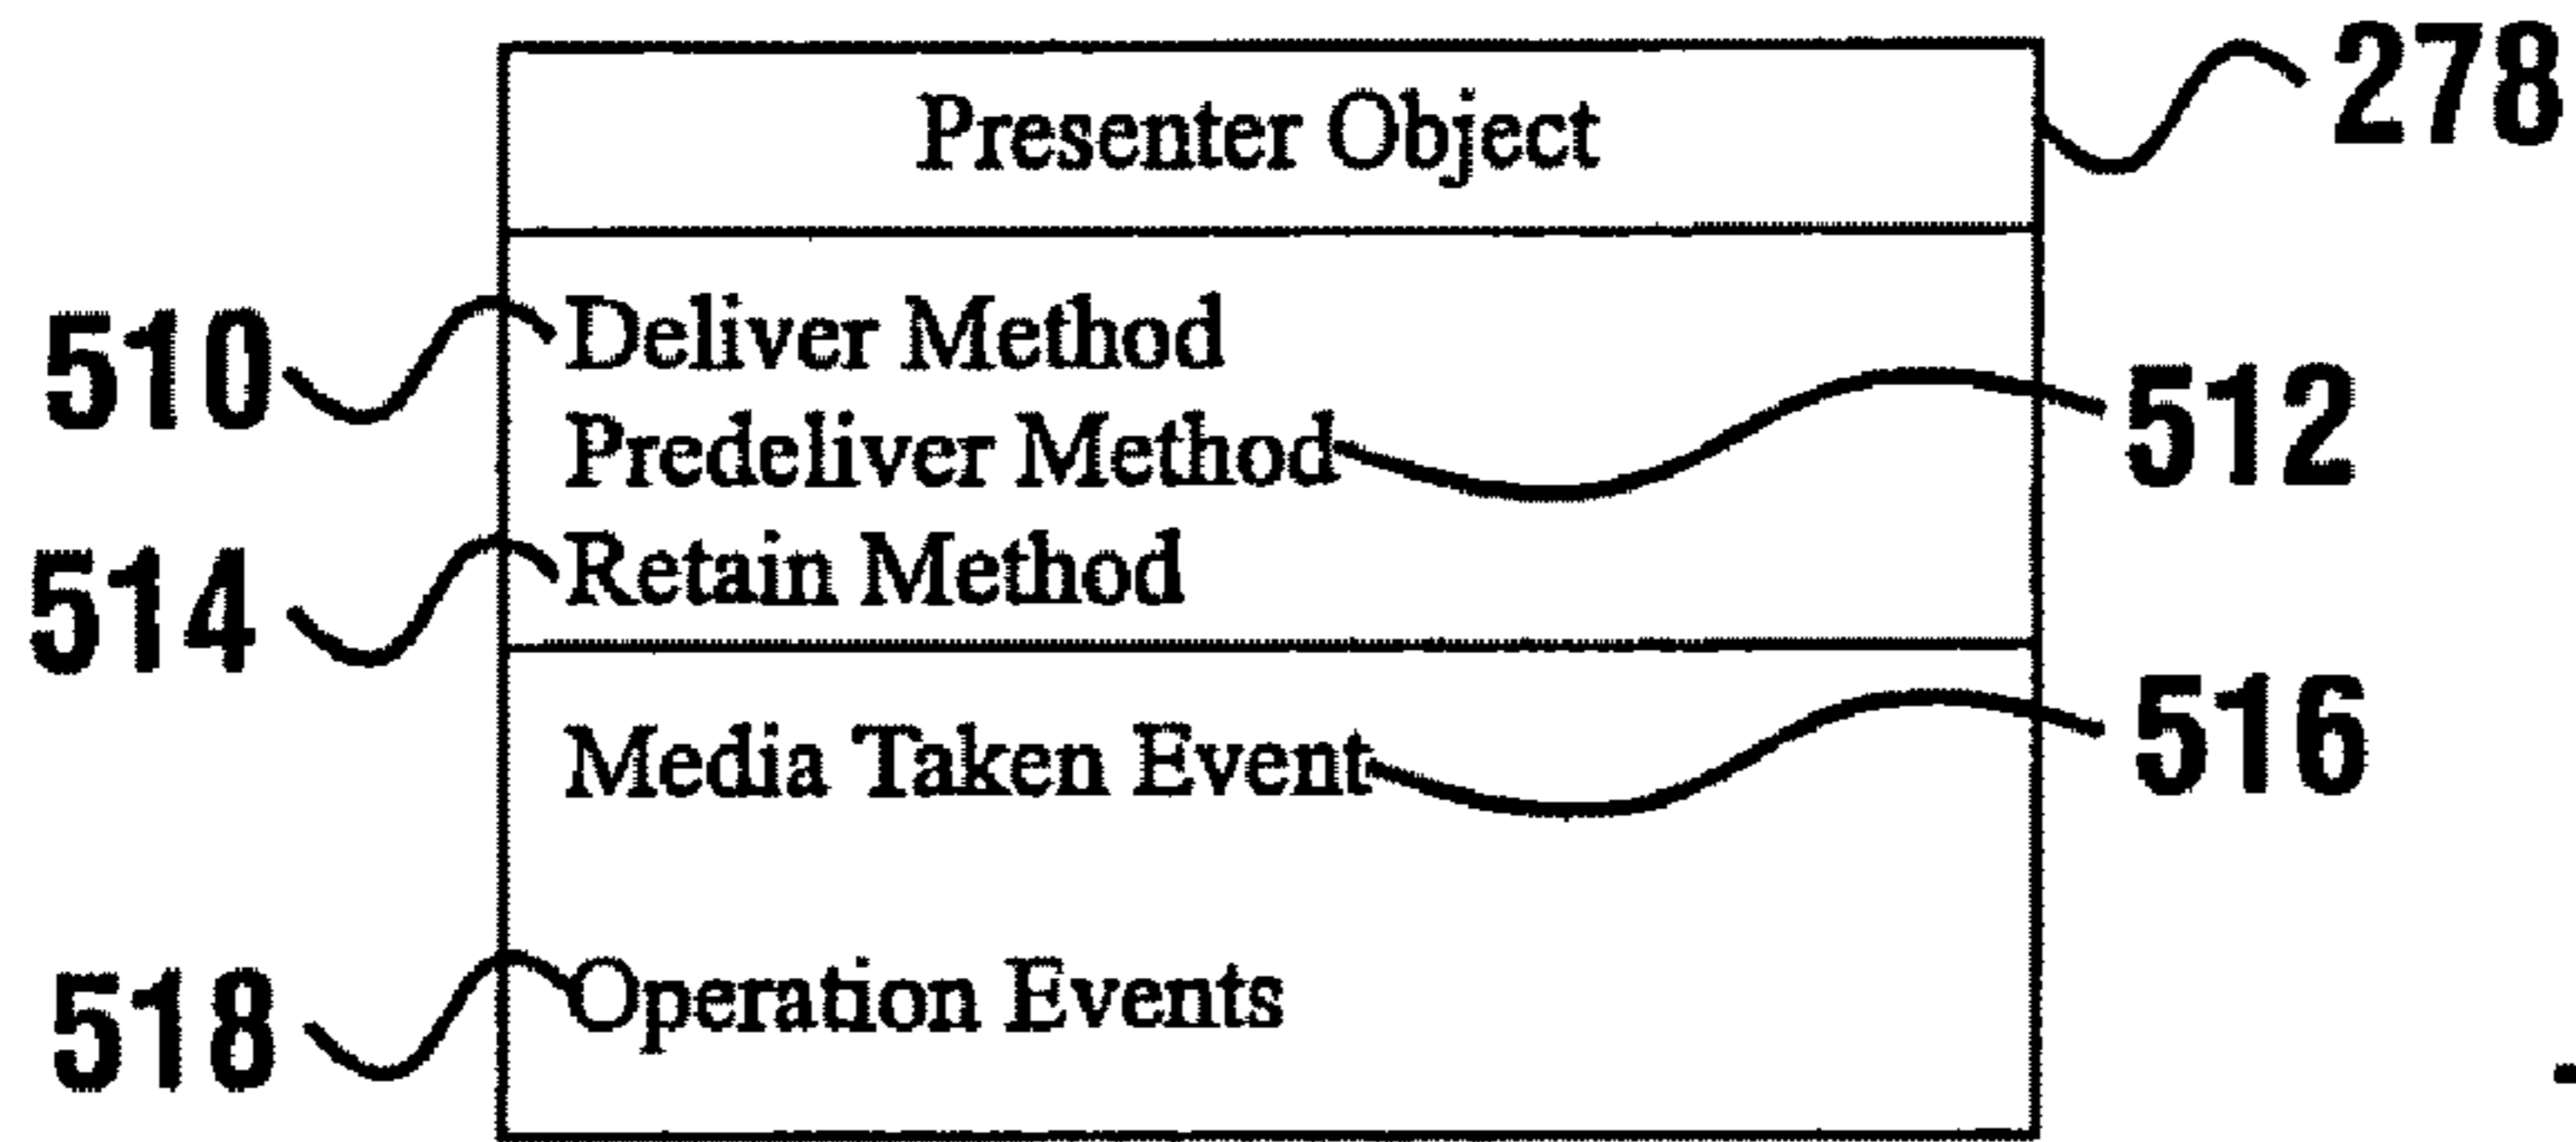 Presenter Object 278
510 Deliver Method
Predeliver Method 512
514 Retain Method
Media Taken Event 516
518 Operation Events